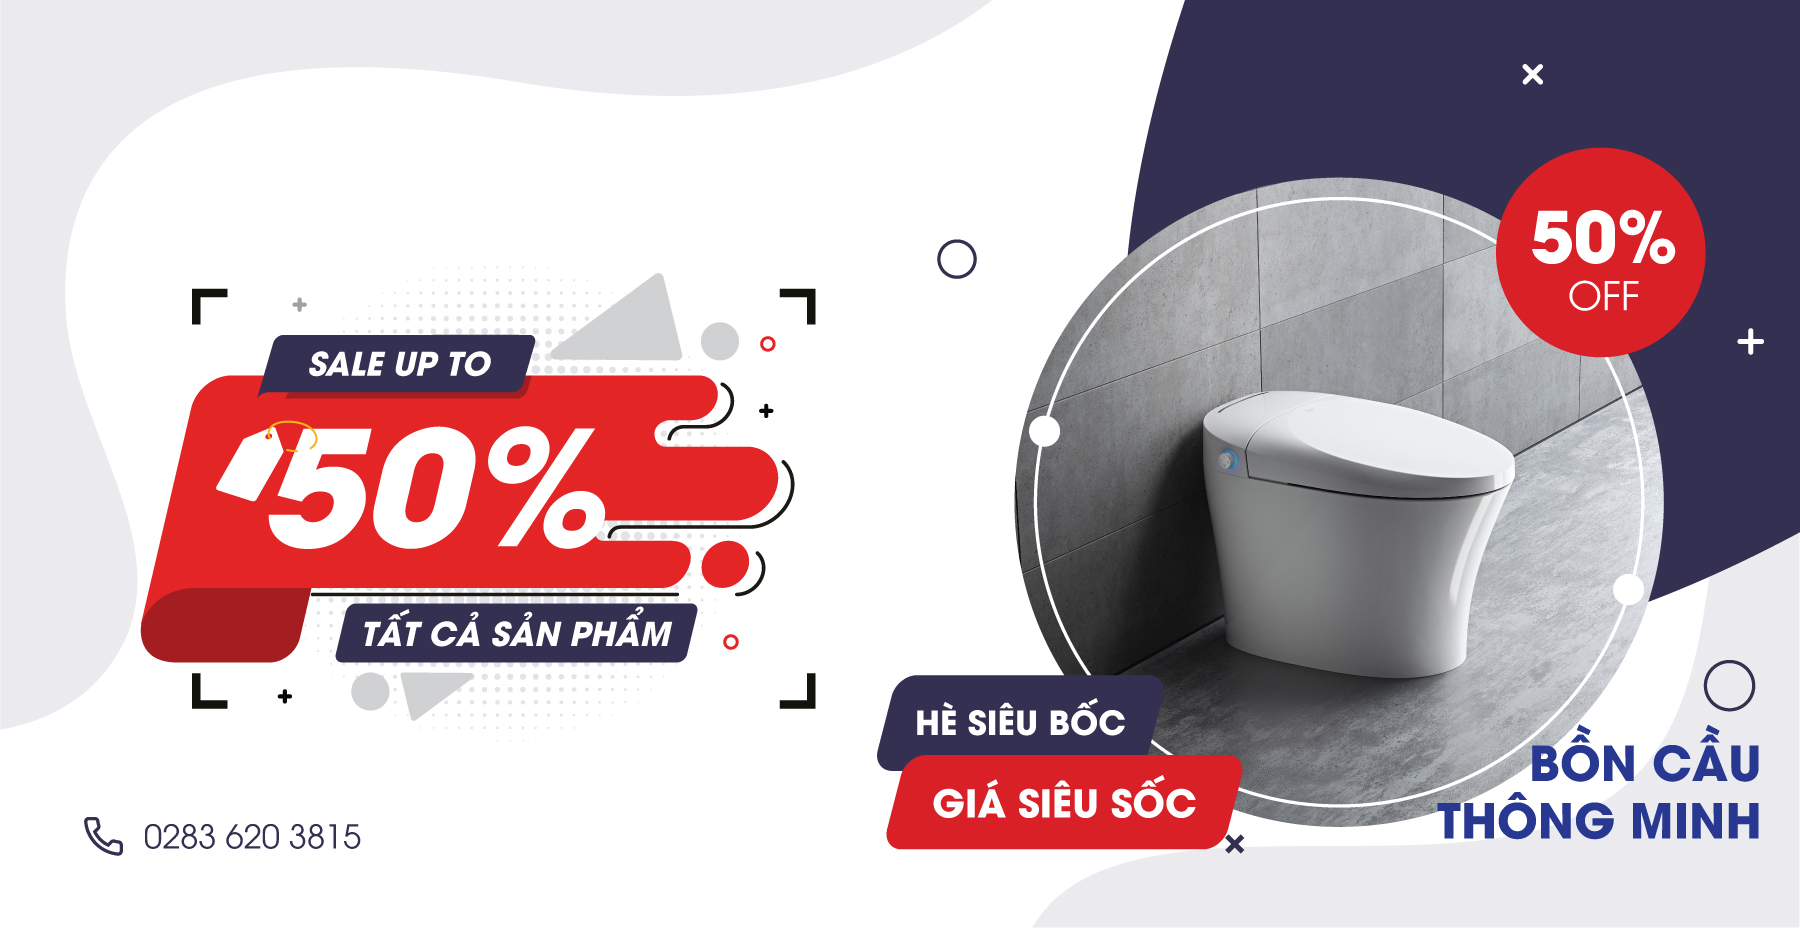 SALE UP TO
50%
TẤT CẢ SẢN PHẨM
0283 620 3815
50%
OFF
HÈ SIÊU BỐC
GIÁ SIÊU SỐC
BỒN CẦU
THÔNG MINH